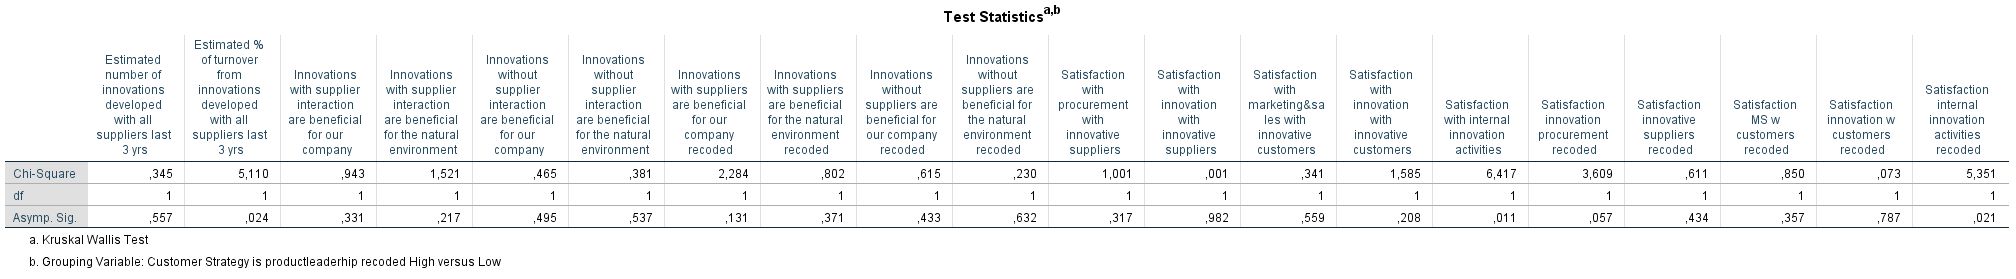 Test Statistics a,b
Estimated number of innovations developed with all suppliers last 3 yrs
Estimated % of turnover from innovations developed with all suppliers last 3 yrs
Innovations with supplier interaction are beneficial for our company
Innovations with supplier interaction are beneficial for the natural environment
Innovations without supplier interaction are beneficial for our company
Innovations without supplier interaction are beneficial for the natural environment
Innovations with suppliers are beneficial for our company recoded
Innovations with suppliers are beneficial for the natural environment recoded
Innovations without suppliers are beneficial for our company recoded
Innovations without suppliers are beneficial for the natural environment recoded
Satisfaction with procurement with innovative suppliers
Satisfaction with innovation with innovative suppliers
Satisfaction with marketing&sales with innovative customers
Satisfaction with innovation with innovative customers
Satisfaction with internal innovation activities
Satisfaction innovation procurement recoded
Satisfaction innovative suppliers recoded
Satisfaction MS w customers recoded
Satisfaction innovation w customers recoded
Satisfaction internal innovation activities recoded
Chi-Square ,345 5,110 ,943 1,521 ,465 ,381 2,284 ,802 ,615 ,230 1,001 ,001 ,341 1,585 6,417 3,609 ,611 ,850 ,073 5,351
df 1 1 1 1 1 1 1 1 1 1 1 1 1 1 1 1 1 1 1 1
Asymp. Sig. ,557 ,024 ,331 ,217 ,495 ,537 ,131 ,371 ,433 ,632 ,317 ,982 ,559 ,208 ,011 ,057 ,434 ,357 ,787 ,021
a. Kruskal Wallis Test
b. Grouping Variable: Customer Strategy is productleaderhip recoded High versus Low